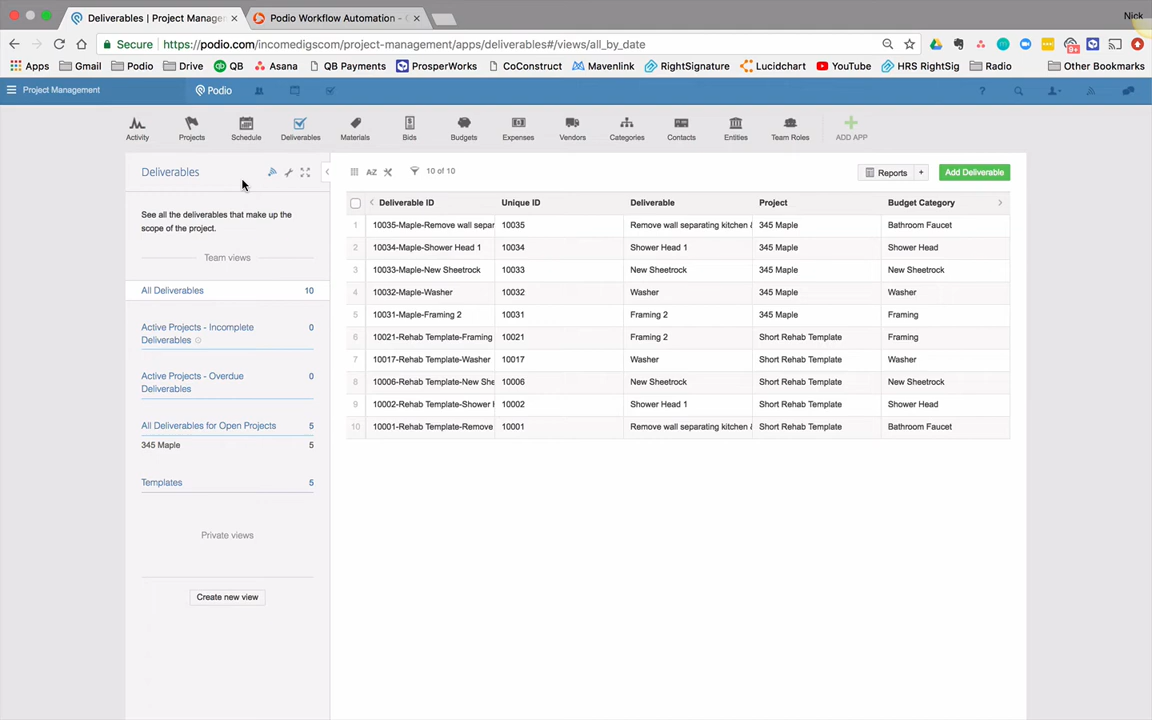 Deliverables | Project Manage
Podio Workflow Automation -
Nick
Secure
https://podio.com/incomedigscom/project-management/apps/deliverables#/views/all_by_date
Apps
Gmail
Podio
Drive
QB
Asana
QB Payments
ProsperWorks
CoConstruct
Mavenlink
RightSignature
Lucidchart
YouTube
HRS RightSig
Radio
Other Bookmarks
Project Management
Podio
Activity
Projects
Schedule
Deliverables
Materials
Bids
Budgets
Expenses
Vendors
Categories
Contacts
Entities
Team Roles
ADD APP
Deliverables
See all the deliverables that make up the
scope of the project.
Team views
All Deliverables 10
Active Projects - Incomplete
Deliverables 0
Active Projects - Overdue
Deliverables 0
All Deliverables for Open Projects 5
345 Maple 5
Templates 5
Private views
Create new view
AZ
10 of 10
Reports +
Add Deliverable
Deliverable ID Unique ID Deliverable Project Budget Category
1 10035-Maple-Remove wall separ 10035 Remove wall separating kitchen & 345 Maple Bathroom Faucet
2 10034-Maple-Shower Head 1 10034 Shower Head 1 345 Maple Shower Head
3 10033-Maple-New Sheetrock 10033 New Sheetrock 345 Maple New Sheetrock
4 10032-Maple-Washer 10032 Washer 345 Maple Washer
5 10031-Maple-Framing 2 10031 Framing 2 345 Maple Framing
6 10021-Rehab Template-Framing 10021 Framing 2 Short Rehab Template Framing
7 10017-Rehab Template-Washer 10017 Washer Short Rehab Template Washer
8 10006-Rehab Template-New She 10006 New Sheetrock Short Rehab Template New Sheetrock
9 10002-Rehab Template-Shower H 10002 Shower Head 1 Short Rehab Template Shower Head
10 10001-Rehab Template-Remove 10001 Remove wall separating kitchen & Short Rehab Template Bathroom Faucet